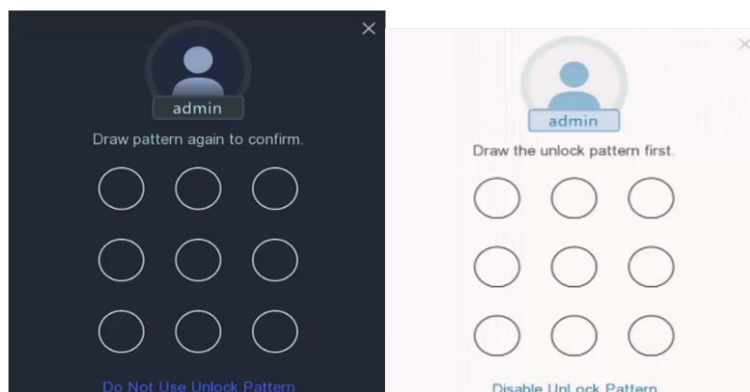 admin
Draw pattern again to confirm.
Do Not Use Unlock Pattern
admin
Draw the unlock pattern first.
Disable UnLock Pattern